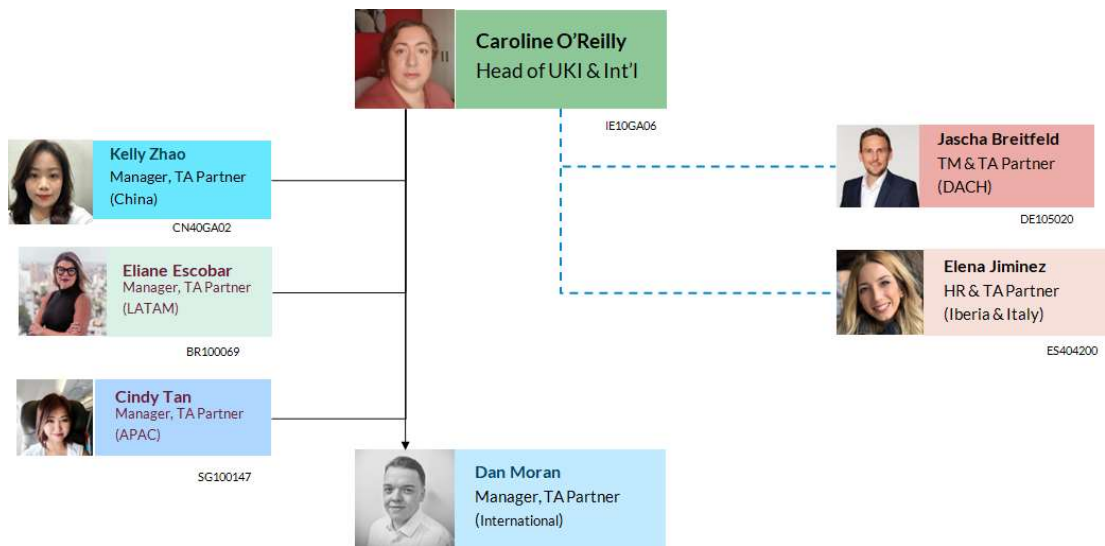 Caroline O’Reilly
Head of UKI & Int’l
IE10GA06
Kelly Zhao
Manager, TA Partner
(China)
CN40GA02
Eliane Escobar
Manager, TA Partner
(LATAM)
BR100069
Cindy Tan
Manager, TA Partner
(APAC)
SG100147
Dan Moran
Manager, TA Partner
(International)
Jascha Breitfeld
TM & TA Partner
(DACH)
DE105020
Elena Jiminez
HR & TA Partner
(Iberia & Italy)
ES404200